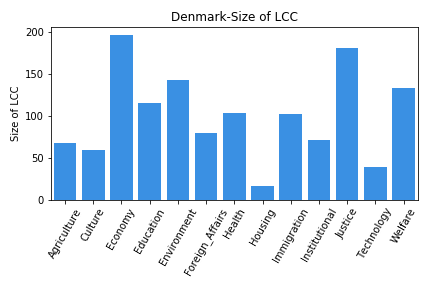 Denmark-Size of LCC
Size of LCC
200
150
100
50
0
Agriculture
Culture
Economy
Education
Environment
Foreign_Affairs
Health
Housing
Immigration
Institutional
Justice
Technology
Welfare